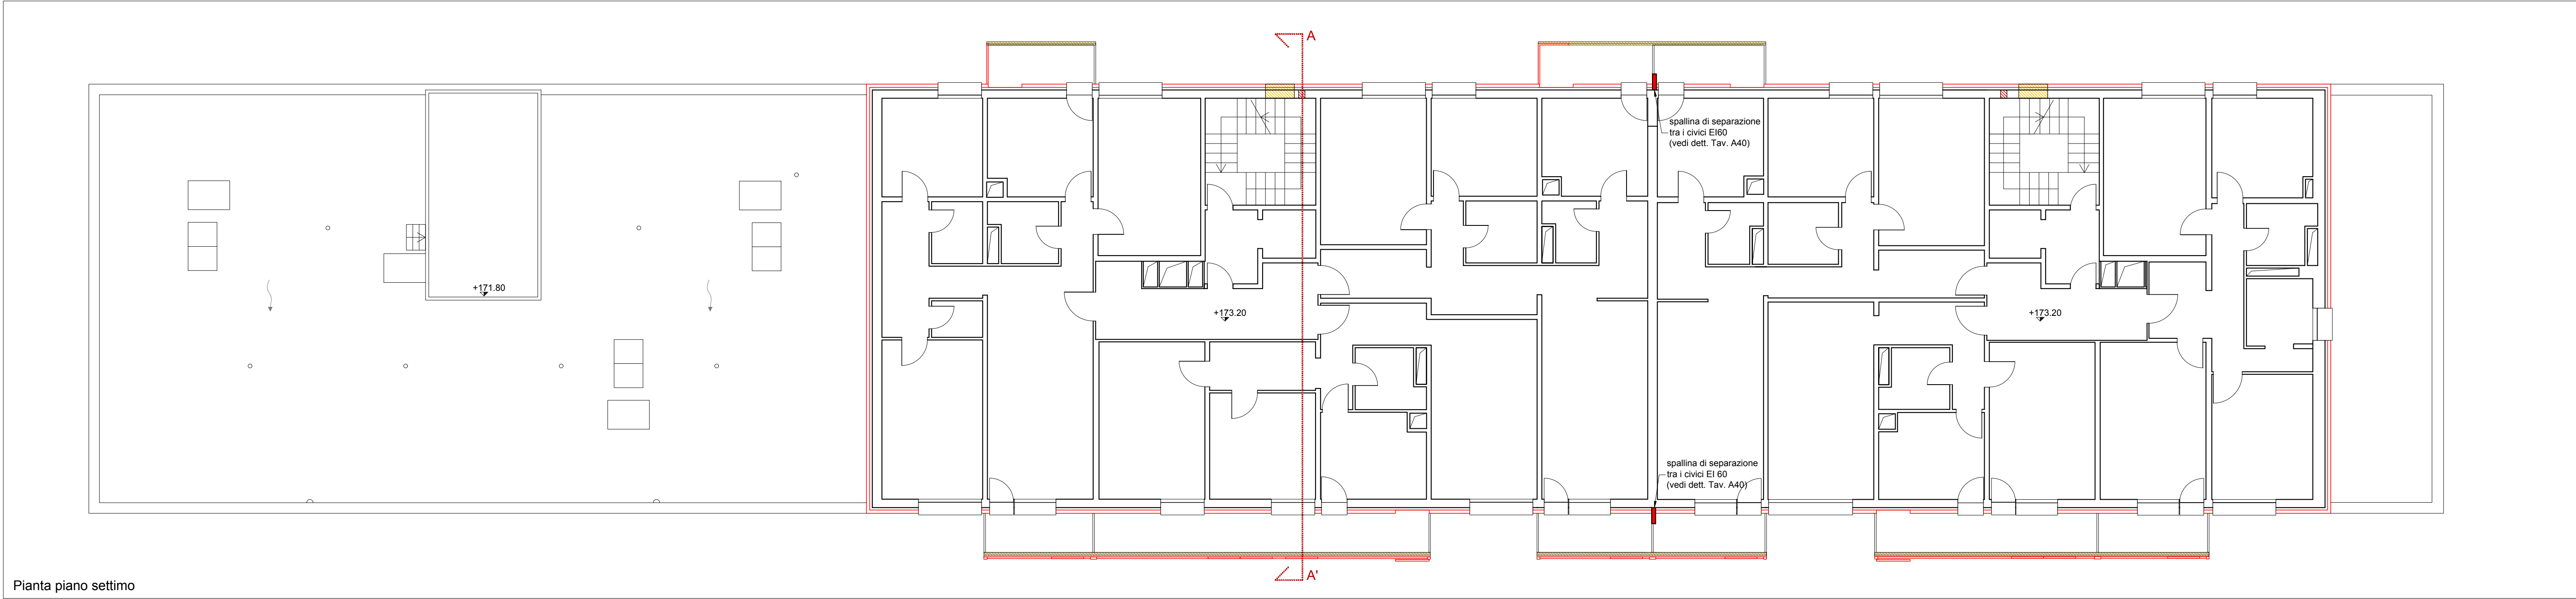 A
spallina di separazione
tra i civici EI60
(vedi dett. Tav. A40)
+171.80
+173.20
+173.20
spallina di separazione
tra i civici EI 60
(vedi dett. Tav. A40)
A'
Pianta piano settimo